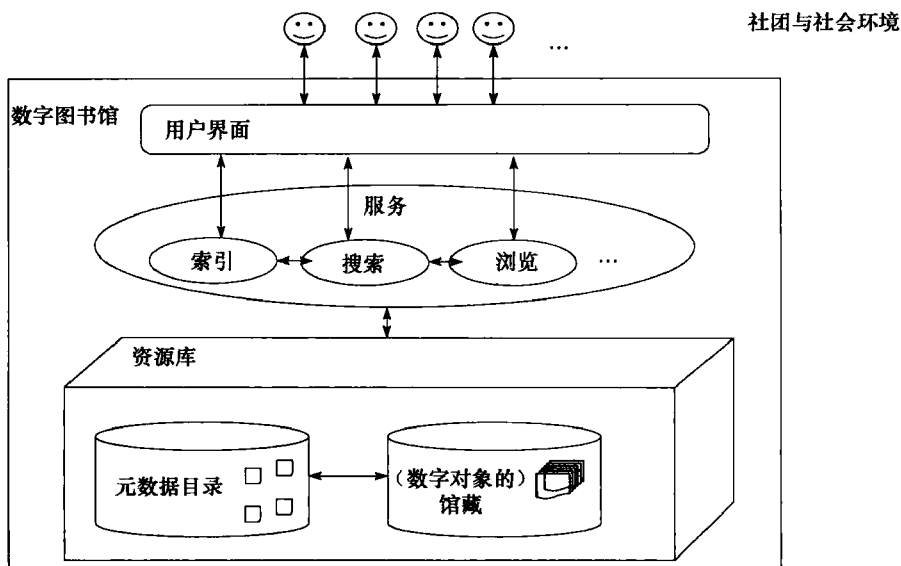 社团与社会环境
…
数字图书馆
用户界面
服务
索引
搜索
浏览
…
资源库
元数据目录
（数字对象的）
馆藏